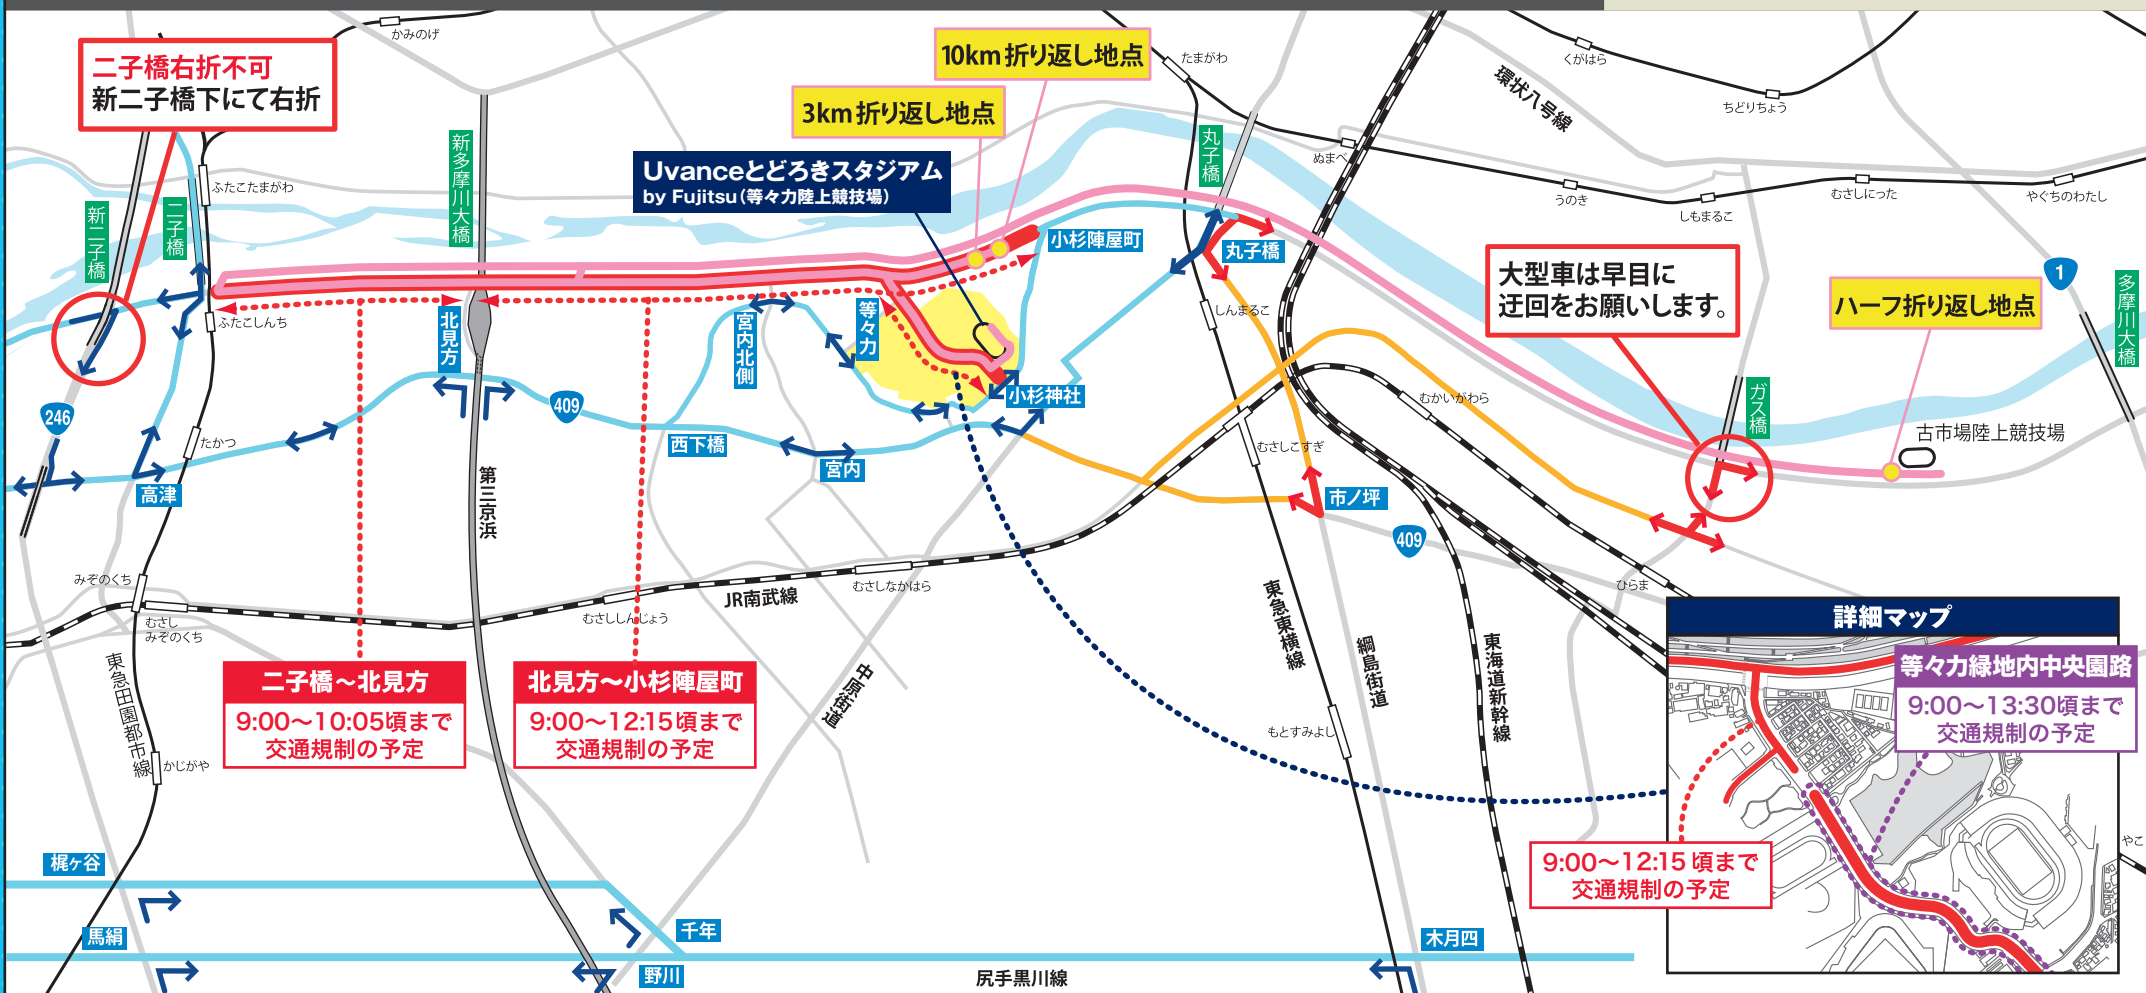 二子橋右折不可
新二子橋下にて右折
かみのげ
10km折り返し地点
3km折り返し地点
Uvanceとどろきスタジアム
by Fujitsu(等々力陸上競技場)
たまがわ
くがはら
ちどりちょう
環状八号線
ぬまべ
うのき
しもまるこ
むさしにった
やぐちのわたし
新二子橋
二子橋
ふたこたまがわ
新多摩川大橋
丸子橋
小杉陣屋町
丸子橋
大型車は早目に
迂回をお願いします。
ハーフ折り返し地点
1
多摩川大橋
ガス橋
古市場陸上競技場
ふたこしんち
北見方
宮内北側
等々力
しんまるこ
小杉神社
むかいがわら
246
409
たかつ
高津
西下橋
宮内
むさしこすぎ
市ノ坪
409
第三京浜
みぞのくち
むさし
みぞのくち
むさししんじょう
JR南武線
むさしなかはら
ひらま
東急田園都市線
かじがや
二子橋～北見方
9:00～10:05頃まで
交通規制の予定
北見方～小杉陣屋町
9:00～12:15頃まで
交通規制の予定
中原街道
東急東横線
綱島街道
東海道新幹線
もとすみよし
詳細マップ
等々力緑地内中央園路
9:00～13:30頃まで
交通規制の予定
9:00～12:15頃まで
交通規制の予定
やこ
梶ヶ谷
馬絹
千年
野川
尻手黒川線
木月四